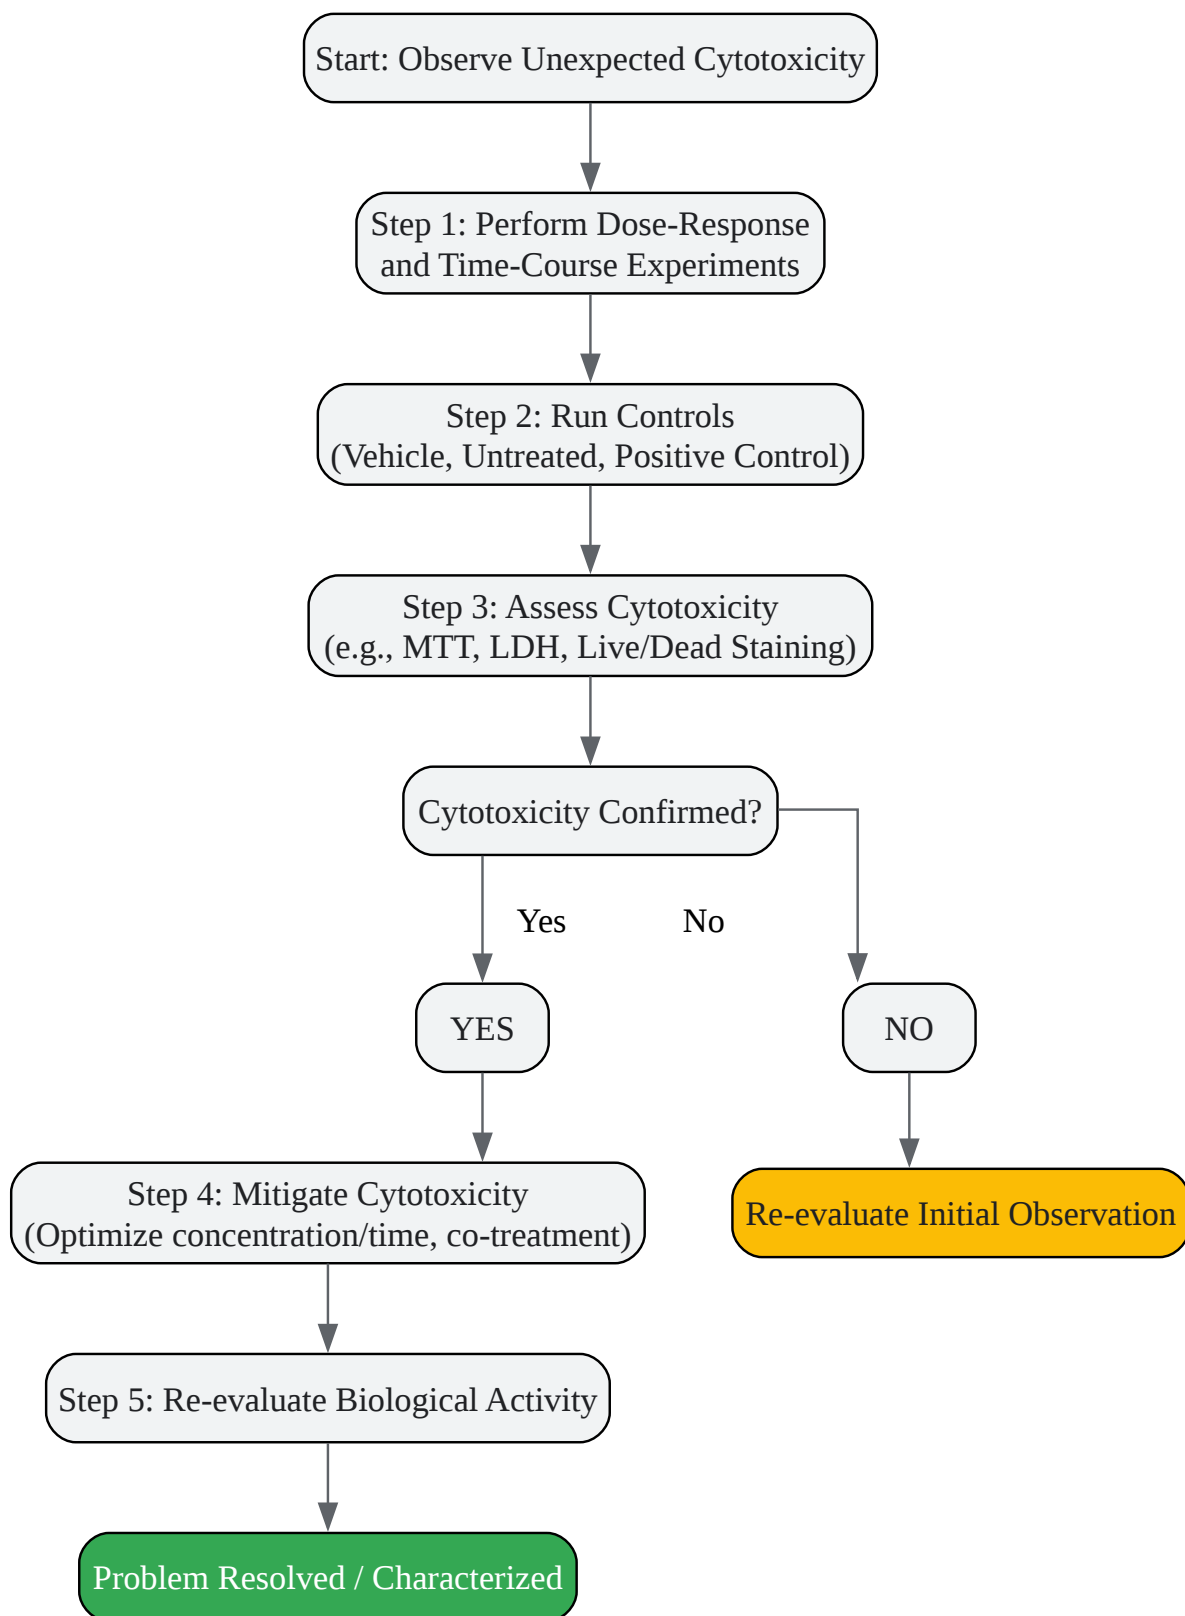 Start: Observe Unexpected Cytotoxicity
Step 1: Perform Dose-Response
and Time-Course Experiments
Step 2: Run Controls
(Vehicle, Untreated, Positive Control)
Step 3: Assess Cytotoxicity
(e.g., MTT, LDH, Live/Dead Staining)
Cytotoxicity Confirmed?
Yes
No
YES
NO
Step 4: Mitigate Cytotoxicity
(Optimize concentration/time, co-treatment)
Re-evaluate Initial Observation
Step 5: Re-evaluate Biological Activity
Problem Resolved / Characterized